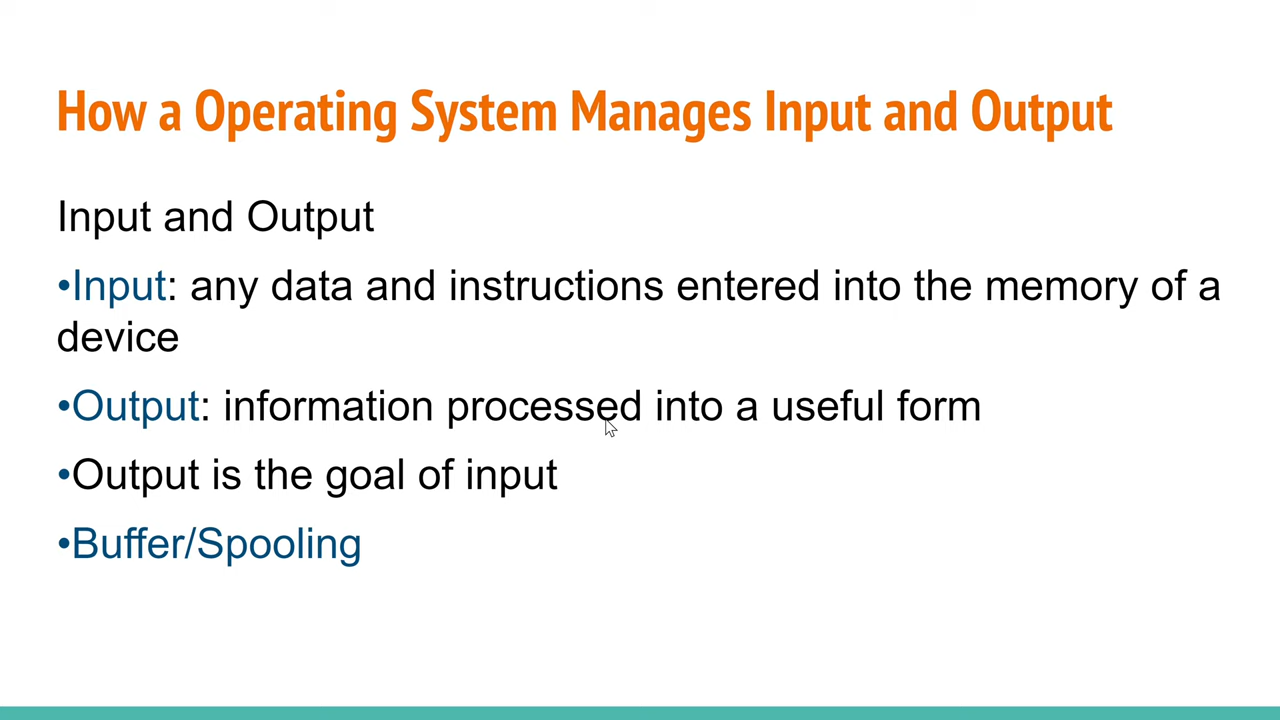 How a Operating System Manages Input and Output
Input and Output
•Input: any data and instructions entered into the memory of a
device
•Output: information processed into a useful form
•Output is the goal of input
•Buffer/Spooling